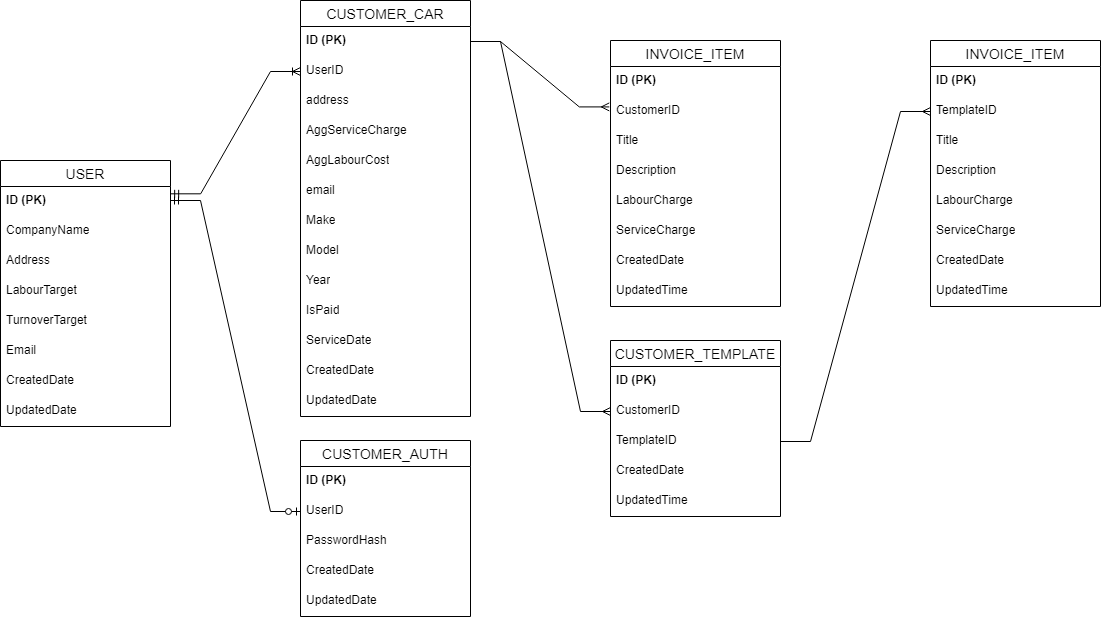 USER
ID (PK)
CompanyName
Address
LabourTarget
TurnoverTarget
Email
CreatedDate
UpdatedDate
CUSTOMER_CAR
ID (PK)
UserID
address
AggServiceCharge
AggLabourCost
email
Make
Model
Year
IsPaid
ServiceDate
CreatedDate
UpdatedDate
CUSTOMER_AUTH
ID (PK)
UserID
PasswordHash
CreatedDate
UpdatedDate
INVOICE_ITEM
ID (PK)
CustomerID
Title
Description
LabourCharge
ServiceCharge
CreatedDate
UpdatedTime
CUSTOMER_TEMPLATE
ID (PK)
CustomerID
TemplateID
CreatedDate
UpdatedTime
INVOICE_ITEM
ID (PK)
TemplateID
Title
Description
LabourCharge
ServiceCharge
CreatedDate
UpdatedTime